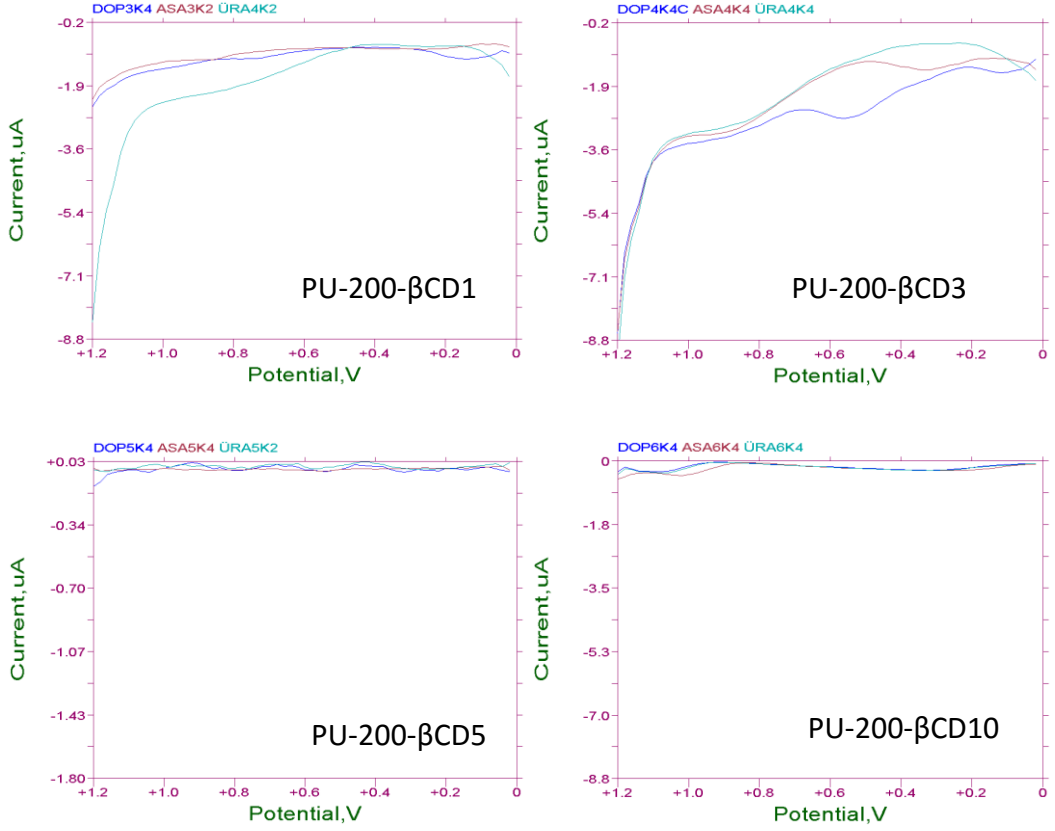 DOP3K4 ASA3K2 ÜRA4K2
-0.2
-1.9
-3.6
-5.4
-7.1
-8.8
Current,uA
PU-200-βCD1
+1.2 +1.0 +0.8 +0.6 +0.4 +0.2 0
Potential,V
DOP4K4C ASA4K4 ÜRA4K4
-0.2
-1.9
-3.6
-5.4
-7.1
-8.8
Current,uA
PU-200-βCD3
+1.2 +1.0 +0.8 +0.6 +0.4 +0.2 0
Potential,V
DOP5K4 ASA5K4 ÜRA5K2
+0.03
-0.34
-0.70
-1.07
-1.43
-1.80
Current,uA
PU-200-βCD5
+1.2 +1.0 +0.8 +0.6 +0.4 +0.2 0
Potential,V
DOP6K4 ASA6K4 ÜRA6K4
0
-1.8
-3.5
-5.3
-7.0
-8.8
Current,uA
PU-200-βCD10
+1.2 +1.0 +0.8 +0.6 +0.4 +0.2 0
Potential,V